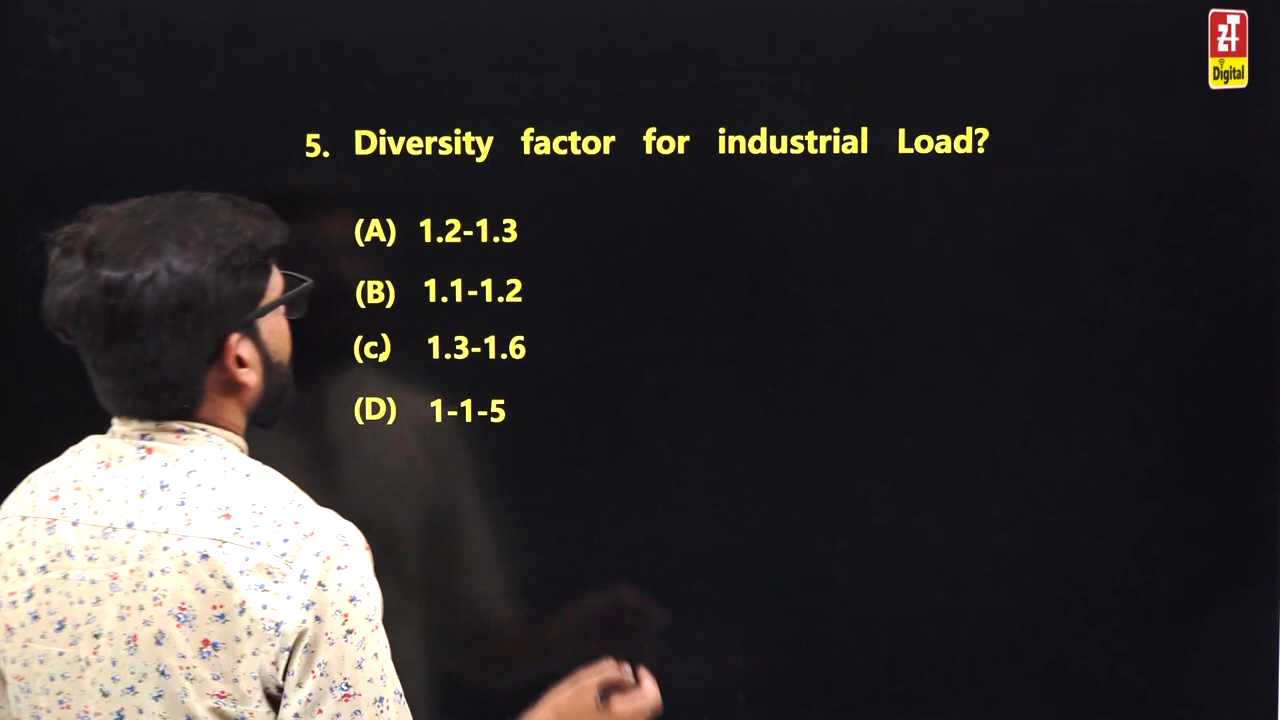 ZT
Digital
5. Diversity factor for industrial Load?
(A) 1.2-1.3
(B) 1.1-1.2
(c) 1.3-1.6
(D) 1-1-5